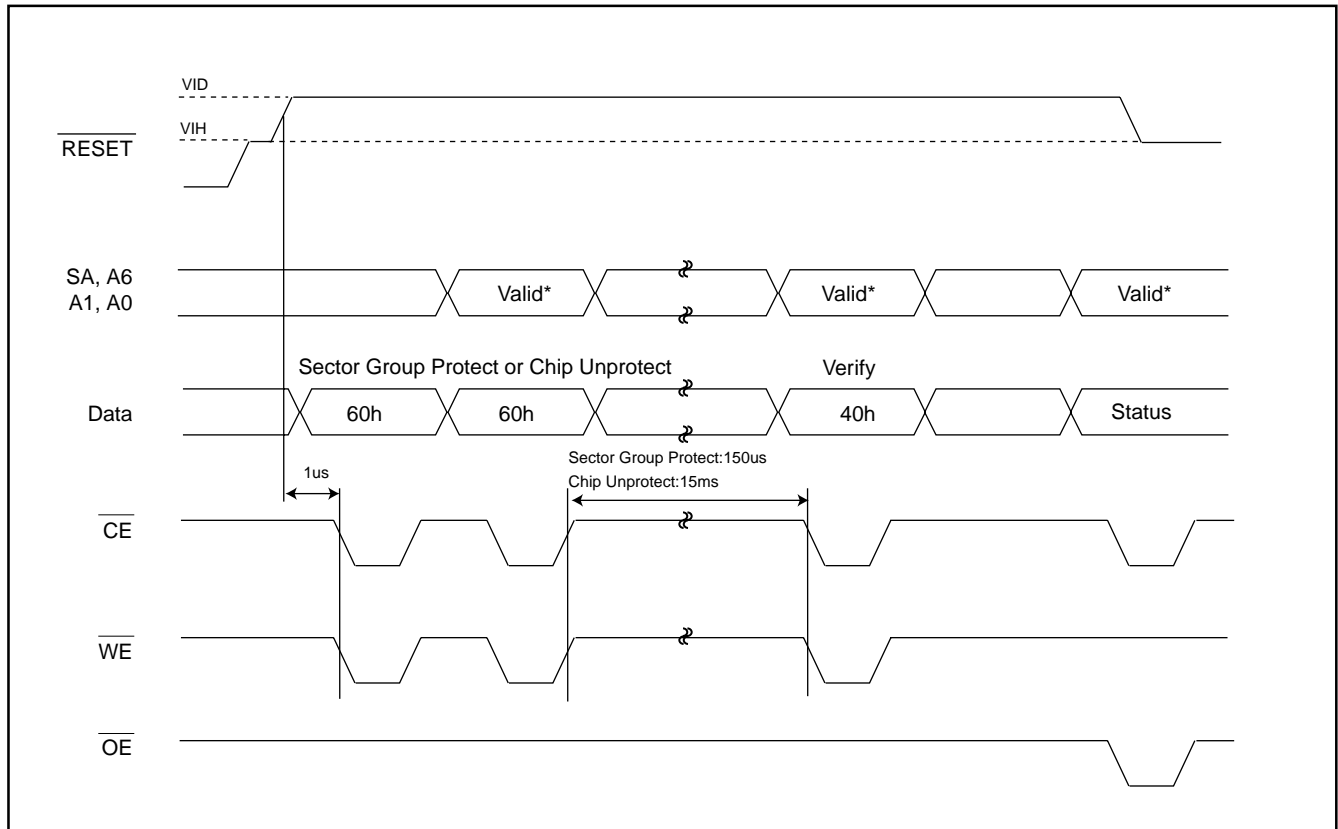 VID
VIH
RESET
SA, A6
A1, A0
Valid*
Valid*
Valid*
Sector Group Protect or Chip Unprotect
Verify
Data
60h
60h
40h
Status
Sector Group Protect:150us
1us
Chip Unprotect:15ms
CE
WE
OE